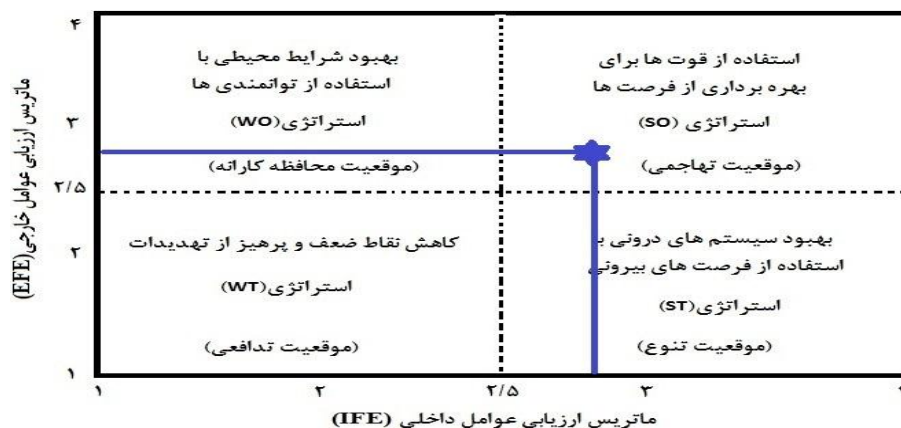 ماتریس ارزیابی عوامل خارجی(EFE)
۴
۳
۲/۵
۲
۱
استفاده از قوت ها برای
بهره برداری از فرصت ها
استراتژی (SO)
(موقعیت تهاجمی)
بهبود شرایط محیطی با
استفاده از توانمندی ها
استراتژی(WO)
(موقعیت محافظه کارانه)
بهبود سیستم های درونی با
استفاده از فرصت های بیرونی
استراتژی(ST)
(موقعیت تنوع)
کاهش نقاط ضعف و پرهیز از تهدیدات
استراتژی(WT)
(موقعیت تدافعی)
۱ ۲ ۲/۵ ۳
ماتریس ارزیابی عوامل داخلی (IFE)